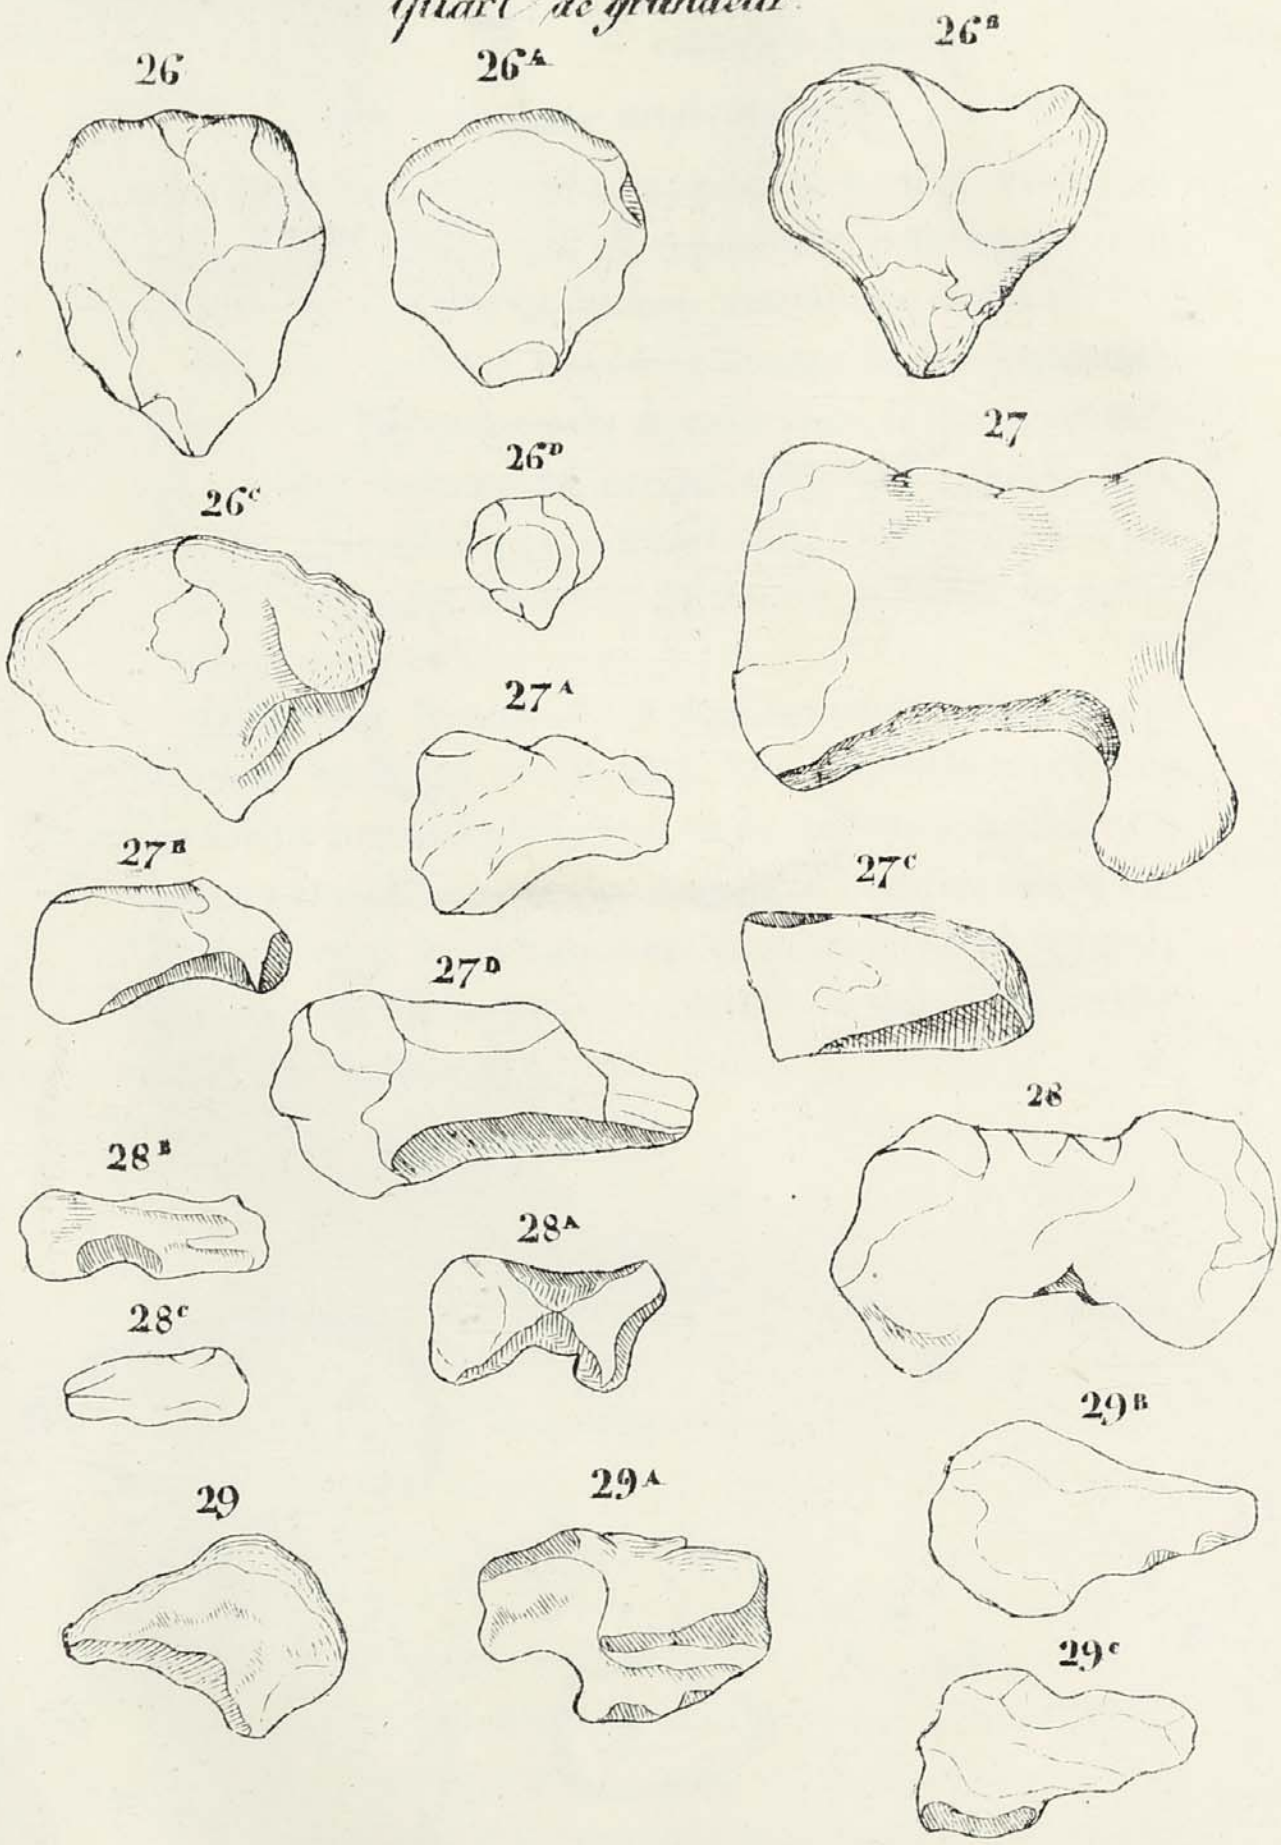 Quart de grandeur.
26
26ᴬ
26ᴮ
26ᶜ
26ᴰ
27
27ᴬ
27ᴮ
27ᶜ
27ᴰ
28
28ᴮ
28ᴬ
28ᶜ
29ᴮ
29
29ᴬ
29ᶜ